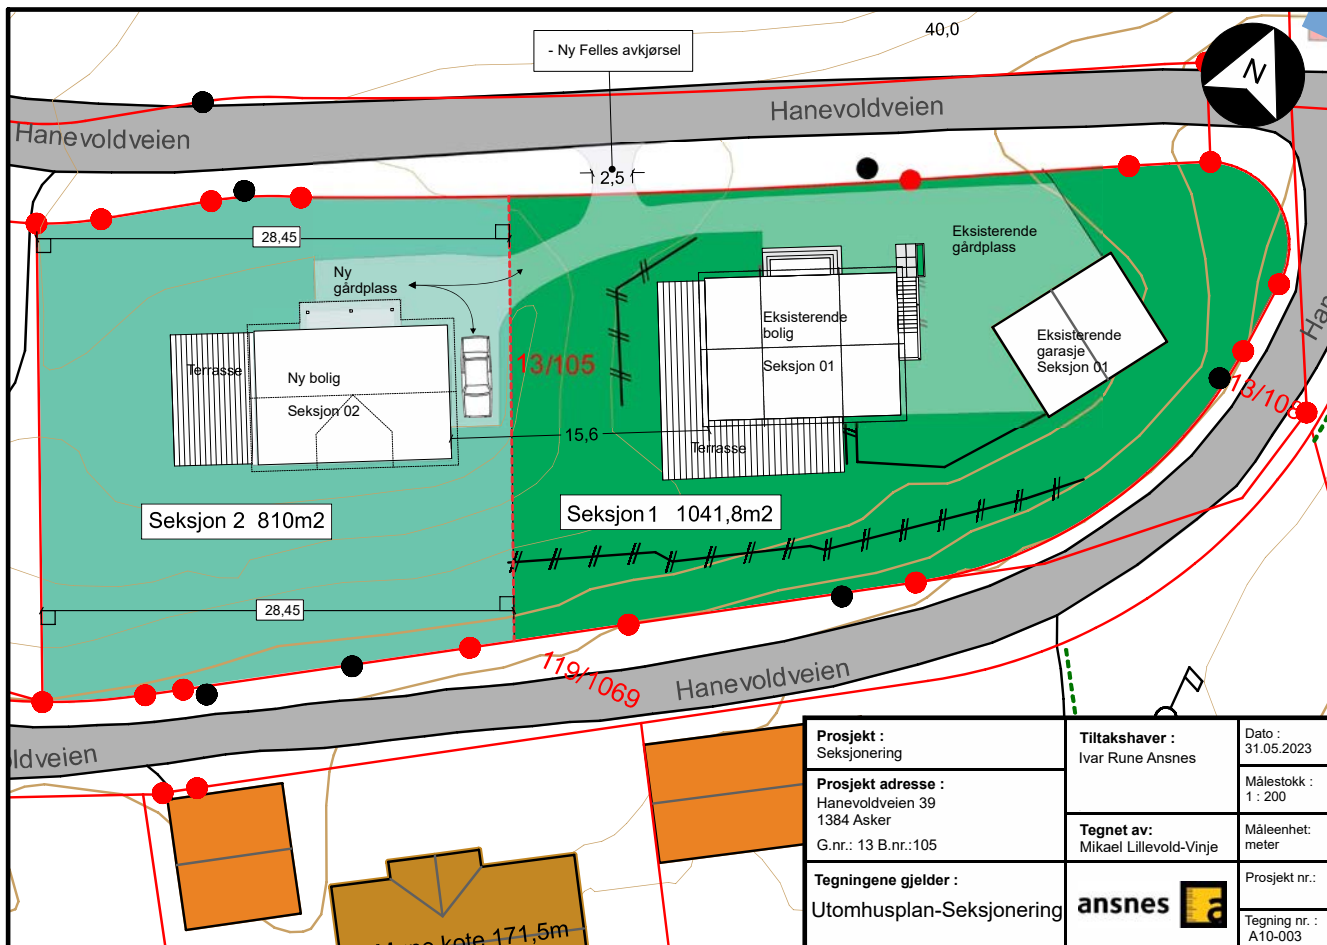 40,0
- Ny Felles avkjørsel
N
Hanevoldveien
Hanevoldveien
2,5
28,45
Eksisterende
gårdplass
Ny
gårdplass
Eksisterende
bolig
Seksjon 01
Eksisterende
garasje
Seksjon 01
13/105
Terrasse
Ny bolig
Seksjon 02
15,6
Terrasse
Seksjon 2 810m2
Seksjon 1 1041,8m2
28,45
119/1069
Hanevoldveien
Prosjekt :
Seksjonering
Prosjekt adresse :
Hanevoldveien 39
1384 Asker
G.nr.: 13 B.nr.:105
Tegningene gjelder :
Utomhusplan-Seksjonering
Tiltakshaver :
Ivar Rune Ansnes
Tegnet av:
Mikael Lillevold-Vinje
ansnes a
Dato :
31.05.2023
Målestokk :
1 : 200
Måleenhet:
meter
Prosjekt nr.:
Tegning nr. :
A10-003
kote 171,5m